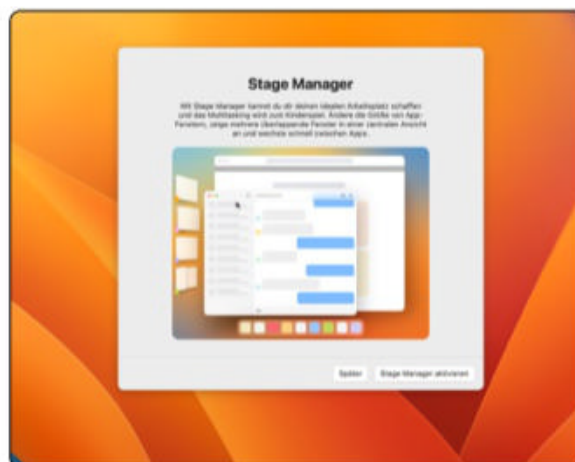 Stage Manager
Mit Stage Manager kannst du dir deinen idealen Arbeitsplatz schaffen
und das Multitasking wird zum Kinderspiel. Ändere die Größe von App-
Fenstern, zeige mehrere überlappende Fenster in einer zentralen Ansicht
an und wechsle schnell zwischen Apps.
Später
Stage Manager aktivieren